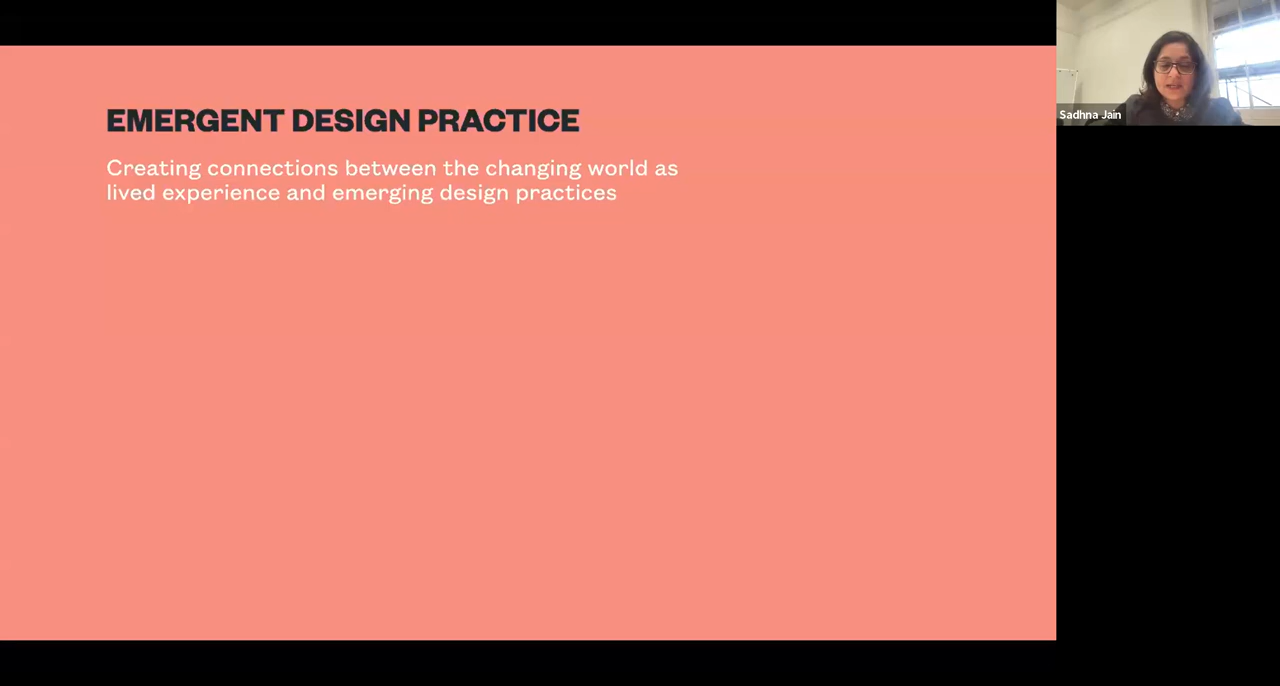 EMERGENT DESIGN PRACTICE
Creating connections between the changing world as
lived experience and emerging design practices
Sadhna Jain